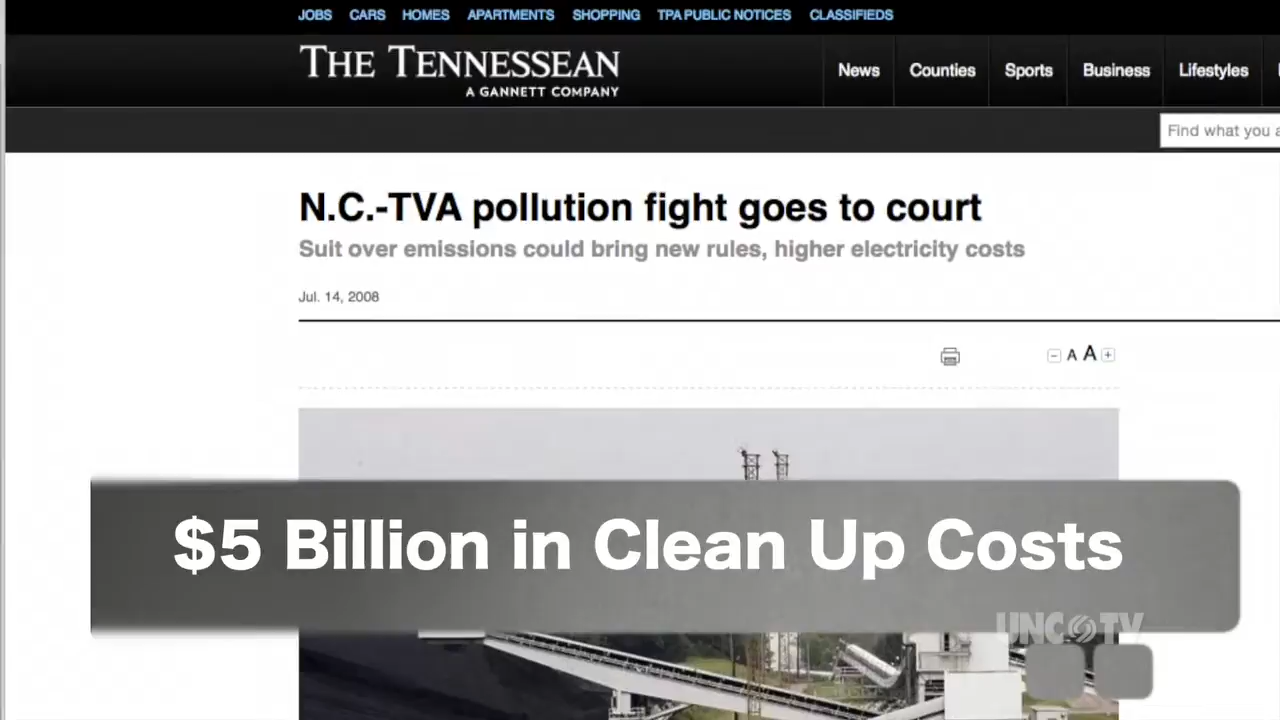 JOBS CARS HOMES APARTMENTS SHOPPING TPA PUBLIC NOTICES CLASSIFIEDS
THE TENNESSEAN
A GANNETT COMPANY
News Counties Sports Business Lifestyles
Find what you a
N.C.-TVA pollution fight goes to court
Suit over emissions could bring new rules, higher electricity costs
Jul. 14, 2008
− A A +
$5 Billion in Clean Up Costs
UNC TV